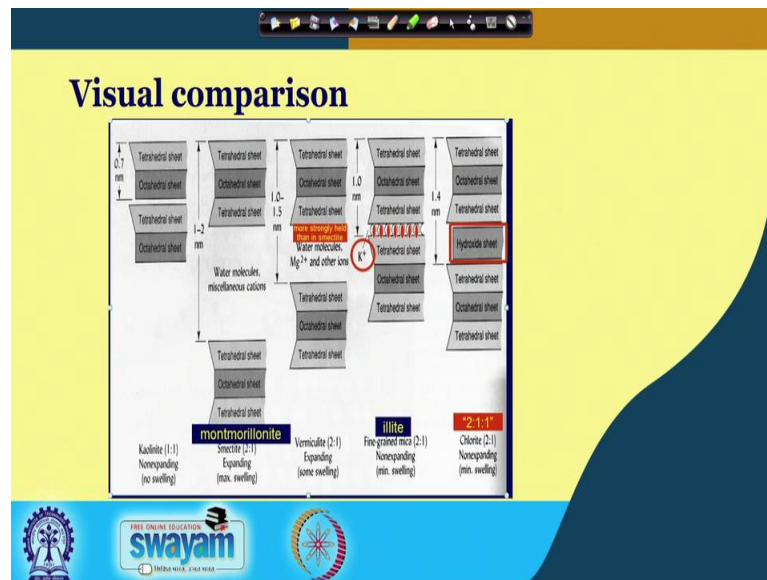 Visual comparison
0.7
nm
Tetrahedral sheet
Octahedral sheet
Tetrahedral sheet
Octahedral sheet
Kaolinite (1:1)
Nonexpanding
(no swelling)
1–2
nm
Tetrahedral sheet
Octahedral sheet
Tetrahedral sheet
Water molecules,
miscellaneous cations
Tetrahedral sheet
Octahedral sheet
Tetrahedral sheet
montmorillonite
Smectite (2:1)
Expanding
(max. swelling)
1.0–
1.5
nm
Tetrahedral sheet
Octahedral sheet
Tetrahedral sheet
more strongly held
than in smectite
Water molecules,
Mg2+ and other ions
Tetrahedral sheet
Octahedral sheet
Tetrahedral sheet
Vermiculite (2:1)
Expanding
(some swelling)
1.0
nm
Tetrahedral sheet
Octahedral sheet
Tetrahedral sheet
K+
Tetrahedral sheet
Octahedral sheet
Tetrahedral sheet
illite
Fine-grained mica (2:1)
Nonexpanding
(min. swelling)
1.4
nm
Tetrahedral sheet
Octahedral sheet
Tetrahedral sheet
Hydroxide sheet
Tetrahedral sheet
Octahedral sheet
Tetrahedral sheet
"2:1:1"
Chlorite (2:1)
Nonexpanding
(min. swelling)
FREE ONLINE EDUCATION
swayam